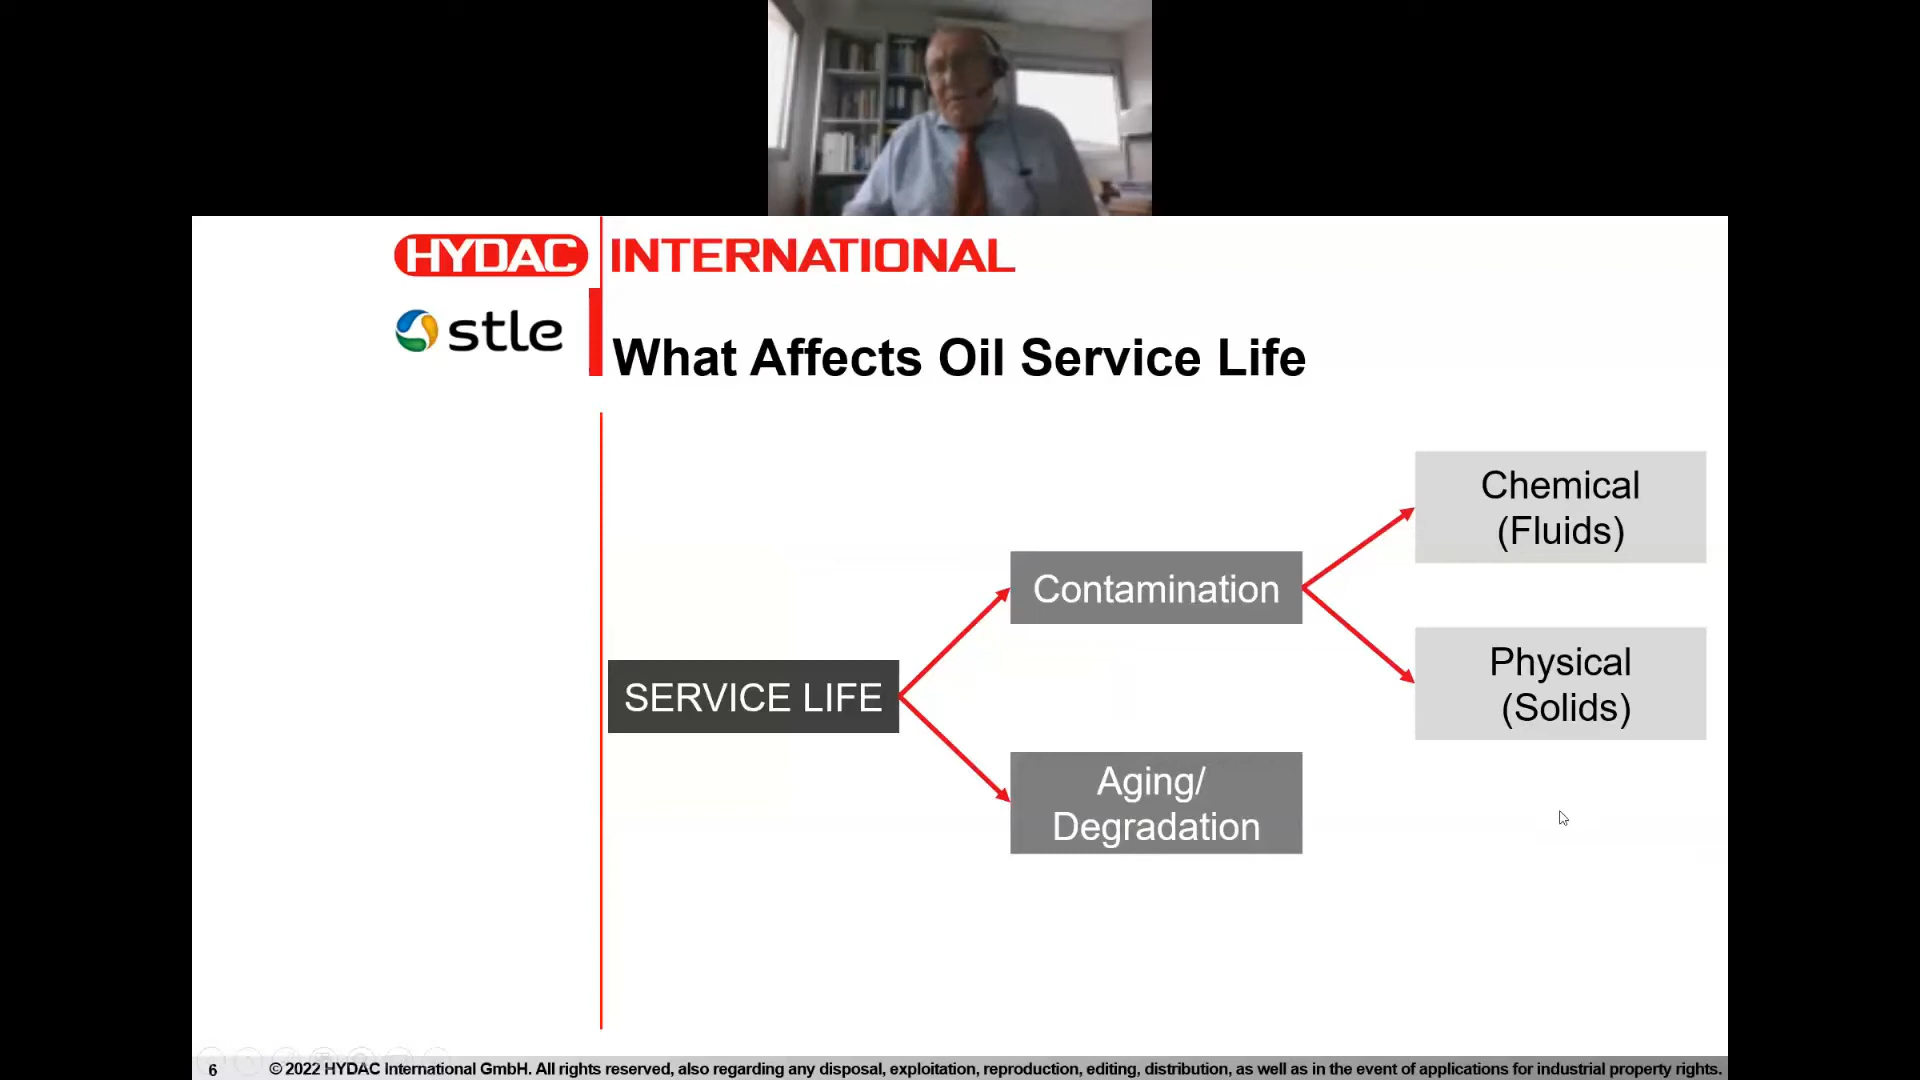 HYDAC INTERNATIONAL
stle
What Affects Oil Service Life
Chemical
(Fluids)
Contamination
Physical
(Solids)
SERVICE LIFE
Aging/
Degradation
6
© 2022 HYDAC International GmbH. All rights reserved, also regarding any disposal, exploitation, reproduction, editing, distribution, as well as in the event of applications for industrial property rights.